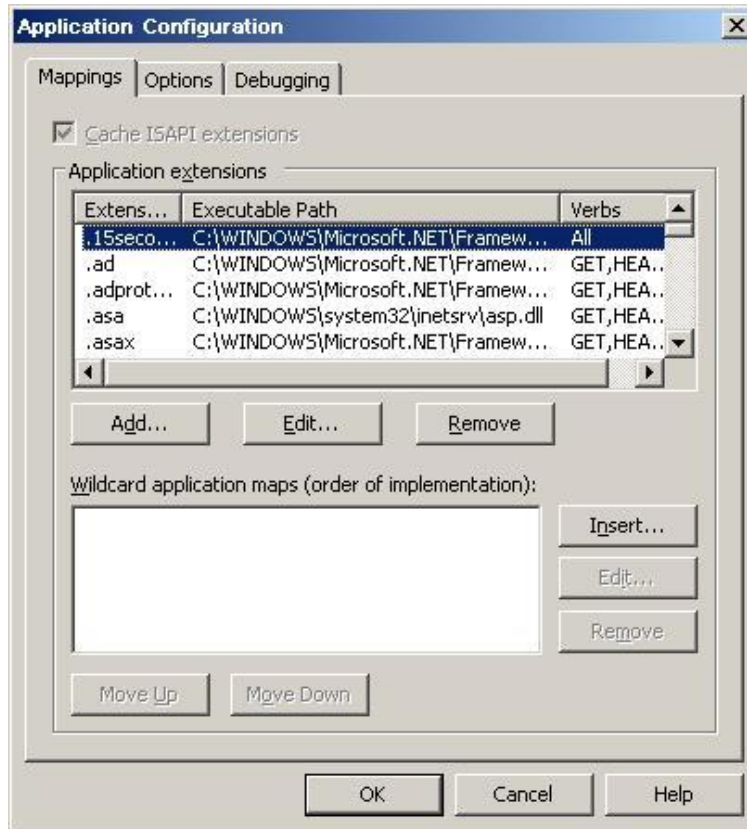 Application Configuration
Mappings Options Debugging
Cache ISAPI extensions
Application extensions
Extens... Executable Path Verbs
.15seco... C:\WINDOWS\Microsoft.NET\Framew... All
.ad C:\WINDOWS\Microsoft.NET\Framew... GET,HEA...
.adprot... C:\WINDOWS\Microsoft.NET\Framew... GET,HEA...
.asa C:\WINDOWS\system32\inetsrv\asp.dll GET,HEA...
.asax C:\WINDOWS\Microsoft.NET\Framew... GET,HEA...
Add... Edit... Remove
Wildcard application maps (order of implementation):
Insert...
Edit...
Remove
Move Up Move Down
OK Cancel Help